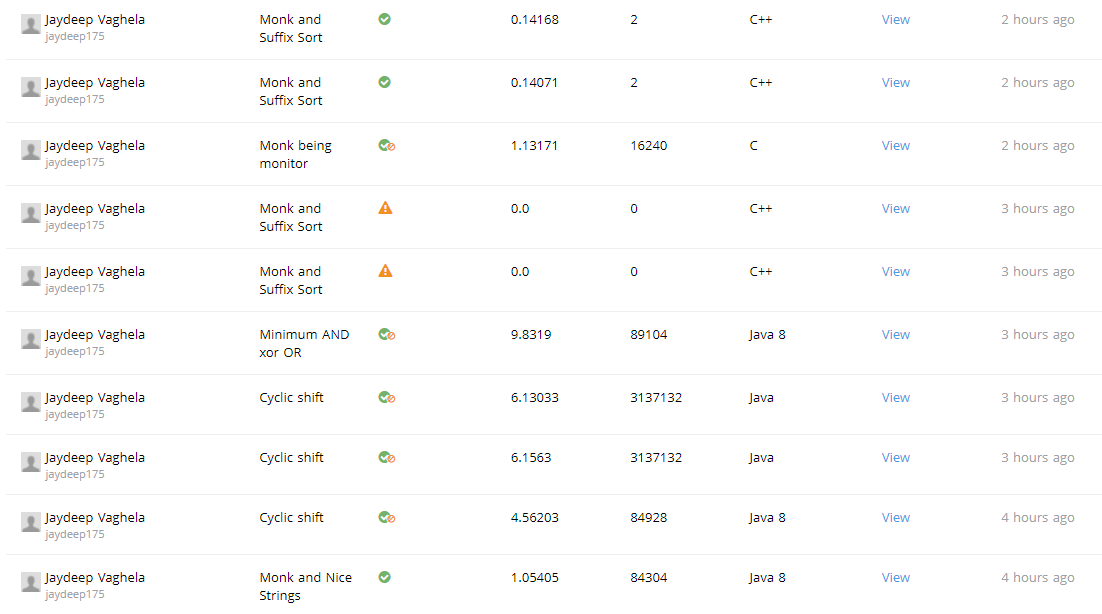 Jaydeep Vaghela Monk and 0.14168 2 C++ View 2 hours ago
jaydeep175 Suffix Sort
Jaydeep Vaghela Monk and 0.14071 2 C++ View 2 hours ago
jaydeep175 Suffix Sort
Jaydeep Vaghela Monk being 1.13171 16240 C View 2 hours ago
jaydeep175 monitor
Jaydeep Vaghela Monk and 0.0 0 C++ View 3 hours ago
jaydeep175 Suffix Sort
Jaydeep Vaghela Monk and 0.0 0 C++ View 3 hours ago
jaydeep175 Suffix Sort
Jaydeep Vaghela Minimum AND 9.8319 89104 Java 8 View 3 hours ago
jaydeep175 xor OR
Jaydeep Vaghela Cyclic shift 6.13033 3137132 Java View 3 hours ago
jaydeep175
Jaydeep Vaghela Cyclic shift 6.1563 3137132 Java View 3 hours ago
jaydeep175
Jaydeep Vaghela Cyclic shift 4.56203 84928 Java 8 View 4 hours ago
jaydeep175
Jaydeep Vaghela Monk and Nice 1.05405 84304 Java 8 View 4 hours ago
jaydeep175 Strings